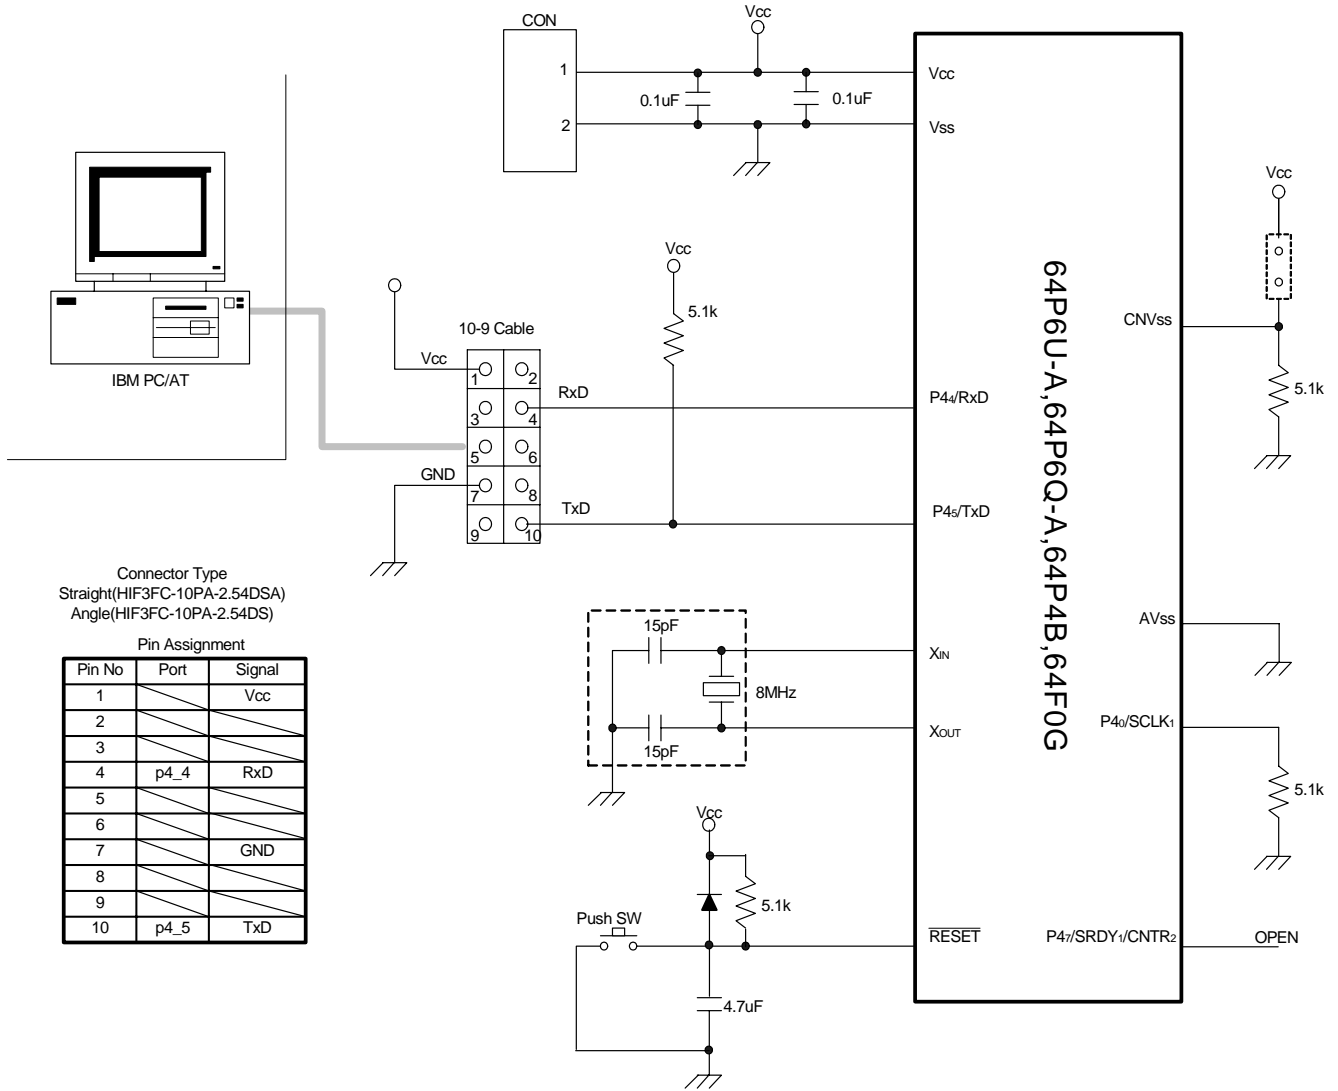 CON
Vcc
1
2
0.1uF
0.1uF
Vcc
Vss
Vcc
CNVss
5.1k
64P6U-A,64P6Q-A,64P4B,64F0G
IBM PC/AT
10-9 Cable
Vcc
GND
1
2
3
4
5
6
7
8
9
10
RxD
TxD
Vcc
5.1k
P44/RxD
P45/TxD
AVss
Connector Type
Straight(HIF3FC-10PA-2.54DSA)
Angle(HIF3FC-10PA-2.54DS)
Pin Assignment
Pin No Port Signal
1 Vcc
2
3
4 p4_4 RxD
5
6
7 GND
8
9
10 p4_5 TxD
15pF
8MHz
15pF
XIN
XOUT
P40/SCLK1
5.1k
Vcc
5.1k
Push SW
4.7uF
RESET
P47/SRDY1/CNTR2
OPEN